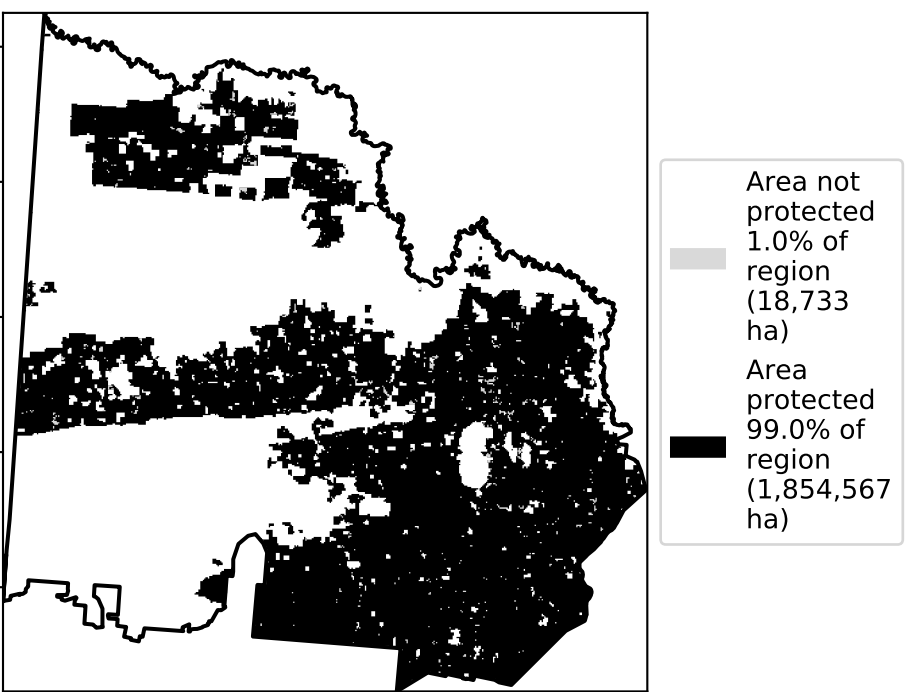 Area not
protected
1.0% of
region
(18,733
ha)
Area
protected
99.0% of
region
(1,854,567
ha)